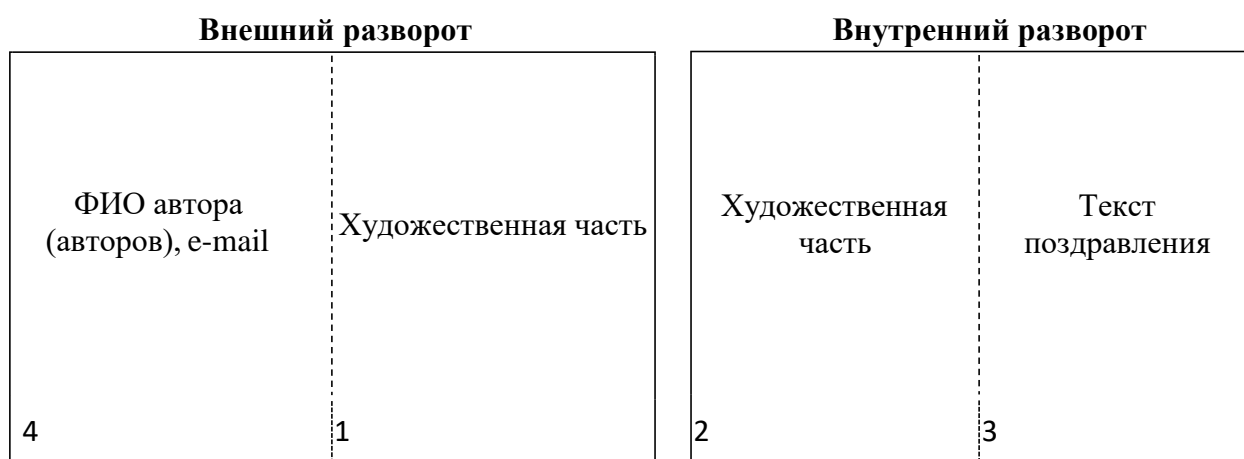 Внешний разворот
ФИО автора
(авторов), e-mail
Художественная часть
4
1
Внутренний разворот
Художественная
часть
Текст
поздравления
2
3